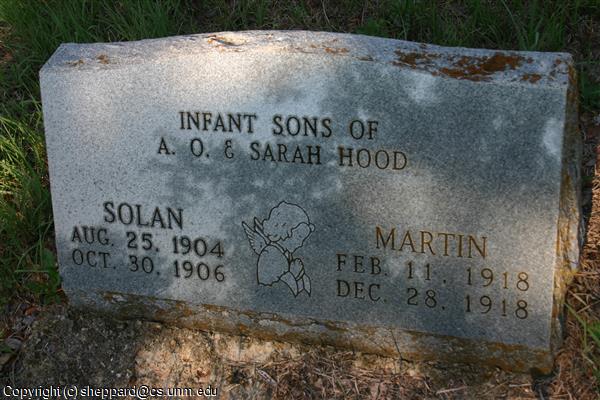 INFANT SONS OF
A. O. & SARAH HOOD
SOLAN
AUG. 25, 1904
OCT. 30, 1906
MARTIN
FEB. 11, 1918
DEC. 28, 1918
Copyright (c) sheppard@cs.unm.edu